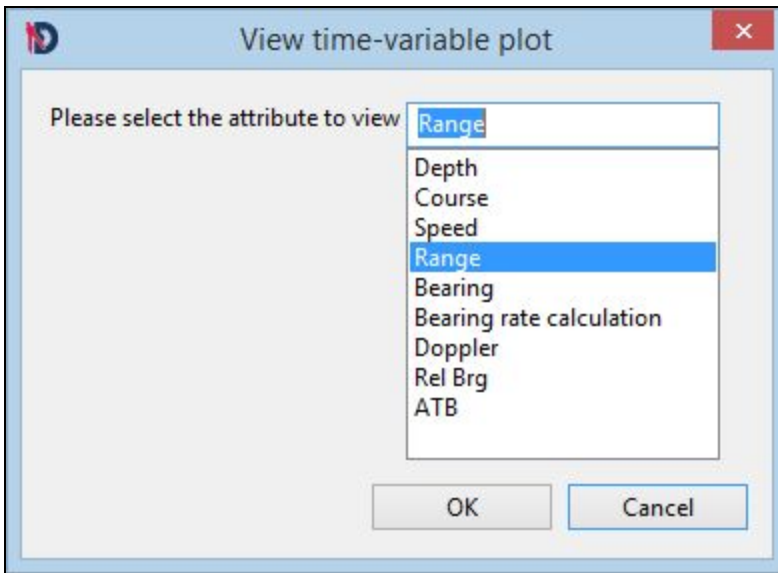 View time-variable plot
Please select the attribute to view Range
Depth
Course
Speed
Range
Bearing
Bearing rate calculation
Doppler
Rel Brg
ATB
OK Cancel